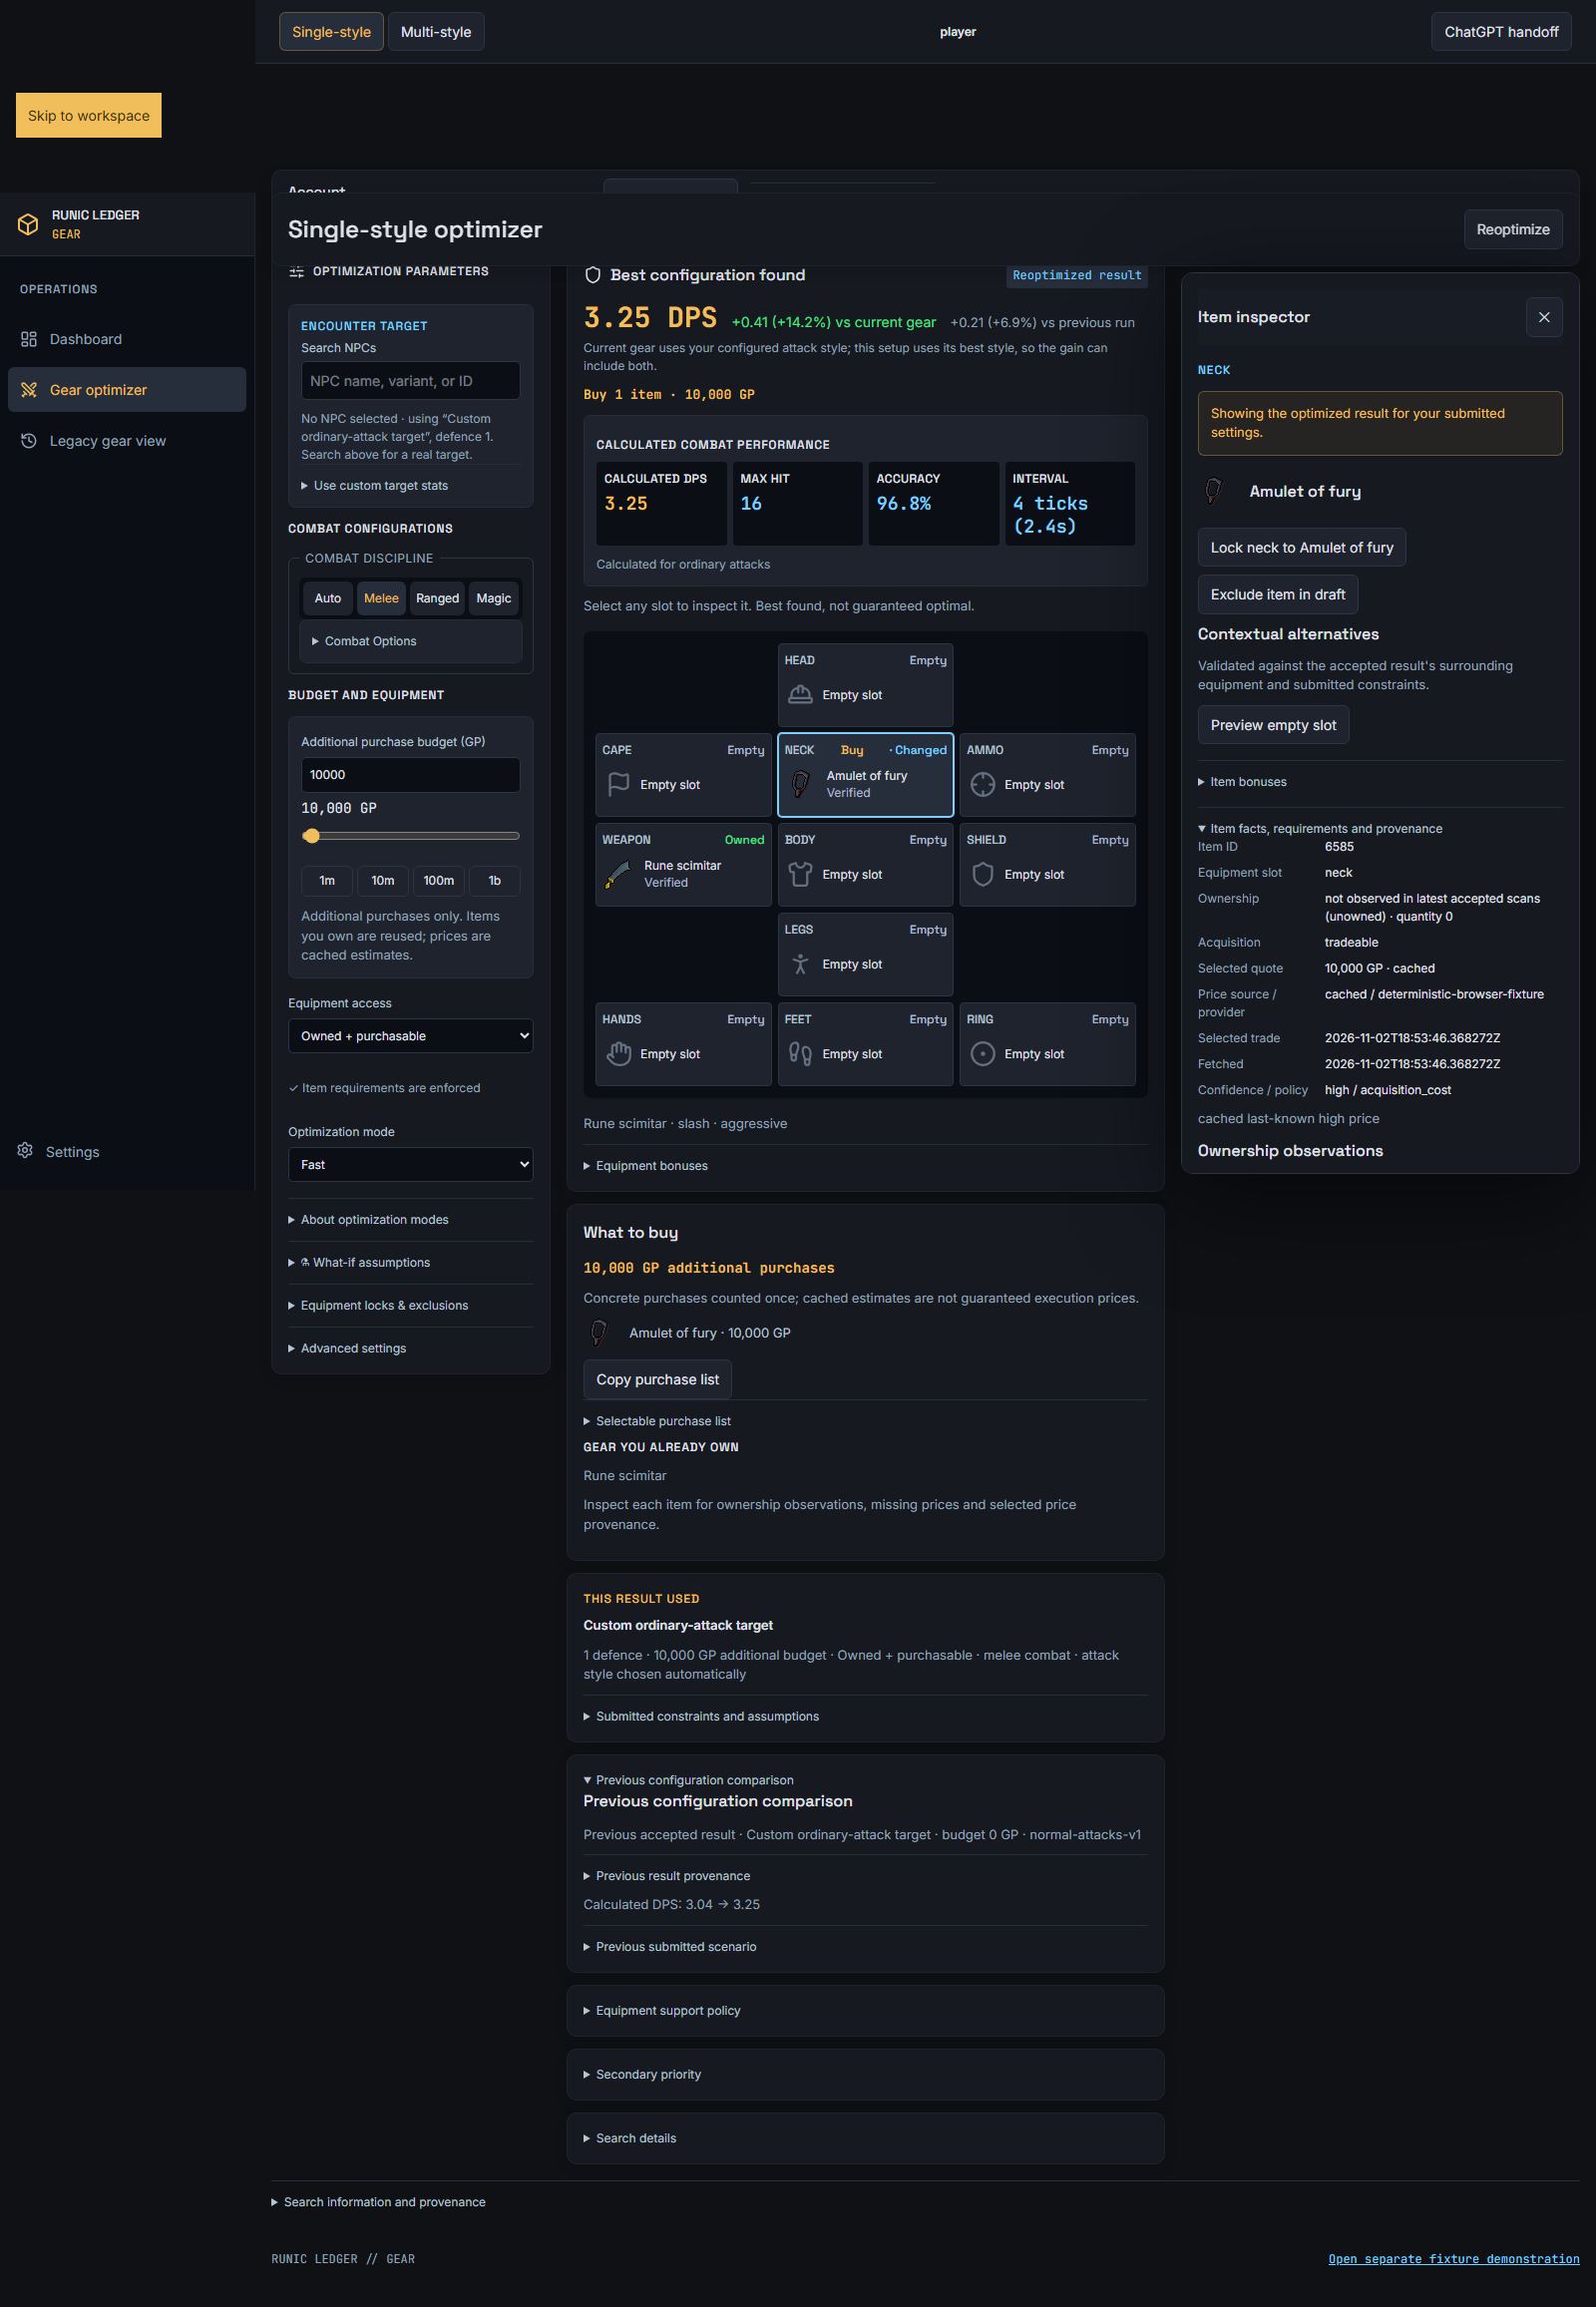 Single-style
Multi-style
player
ChatGPT handoff
Skip to workspace
RUNIC LEDGER
GEAR
OPERATIONS
Dashboard
Gear optimizer
Legacy gear view
Settings
Account
Single-style optimizer
Reoptimize
OPTIMIZATION PARAMETERS
ENCOUNTER TARGET
Search NPCs
NPC name, variant, or ID
No NPC selected · using “Custom
ordinary-attack target”, defence 1.
Search above for a real target.
Use custom target stats
COMBAT CONFIGURATIONS
COMBAT DISCIPLINE
Auto
Melee
Ranged
Magic
Combat Options
BUDGET AND EQUIPMENT
Additional purchase budget (GP)
10000
10,000 GP
1m
10m
100m
1b
Additional purchases only. Items
you own are reused; prices are
cached estimates.
Equipment access
Owned + purchasable
✓ Item requirements are enforced
Optimization mode
Fast
About optimization modes
⚗ What-if assumptions
Equipment locks & exclusions
Advanced settings
Best configuration found
Reoptimized result
3.25 DPS +0.41 (+14.2%) vs current gear +0.21 (+6.9%) vs previous run
Current gear uses your configured attack style; this setup uses its best style, so the gain can
include both.
Buy 1 item · 10,000 GP
CALCULATED COMBAT PERFORMANCE
CALCULATED DPS
3.25
MAX HIT
16
ACCURACY
96.8%
INTERVAL
4 ticks
(2.4s)
Calculated for ordinary attacks
Select any slot to inspect it. Best found, not guaranteed optimal.
HEAD Empty
Empty slot
CAPE Empty
Empty slot
NECK Buy · Changed
Amulet of fury
Verified
AMMO Empty
Empty slot
WEAPON Owned
Rune scimitar
Verified
BODY Empty
Empty slot
SHIELD Empty
Empty slot
LEGS Empty
Empty slot
HANDS Empty
Empty slot
FEET Empty
Empty slot
RING Empty
Empty slot
Rune scimitar · slash · aggressive
Equipment bonuses
What to buy
10,000 GP additional purchases
Concrete purchases counted once; cached estimates are not guaranteed execution prices.
Amulet of fury · 10,000 GP
Copy purchase list
Selectable purchase list
GEAR YOU ALREADY OWN
Rune scimitar
Inspect each item for ownership observations, missing prices and selected price
provenance.
THIS RESULT USED
Custom ordinary-attack target
1 defence · 10,000 GP additional budget · Owned + purchasable · melee combat · attack
style chosen automatically
Submitted constraints and assumptions
Previous configuration comparison
Previous configuration comparison
Previous accepted result · Custom ordinary-attack target · budget 0 GP · normal-attacks-v1
Previous result provenance
Calculated DPS: 3.04 → 3.25
Previous submitted scenario
Equipment support policy
Secondary priority
Search details
Item inspector
NECK
Showing the optimized result for your submitted
settings.
Amulet of fury
Lock neck to Amulet of fury
Exclude item in draft
Contextual alternatives
Validated against the accepted result's surrounding
equipment and submitted constraints.
Preview empty slot
Item bonuses
Item facts, requirements and provenance
Item ID 6585
Equipment slot neck
Ownership not observed in latest accepted scans
(unowned) · quantity 0
Acquisition tradeable
Selected quote 10,000 GP · cached
Price source / cached / deterministic-browser-fixture
provider
Selected trade 2026-11-02T18:53:46.368272Z
Fetched 2026-11-02T18:53:46.368272Z
Confidence / policy high / acquisition_cost
cached last-known high price
Ownership observations
Search information and provenance
RUNIC LEDGER // GEAR
Open separate fixture demonstration